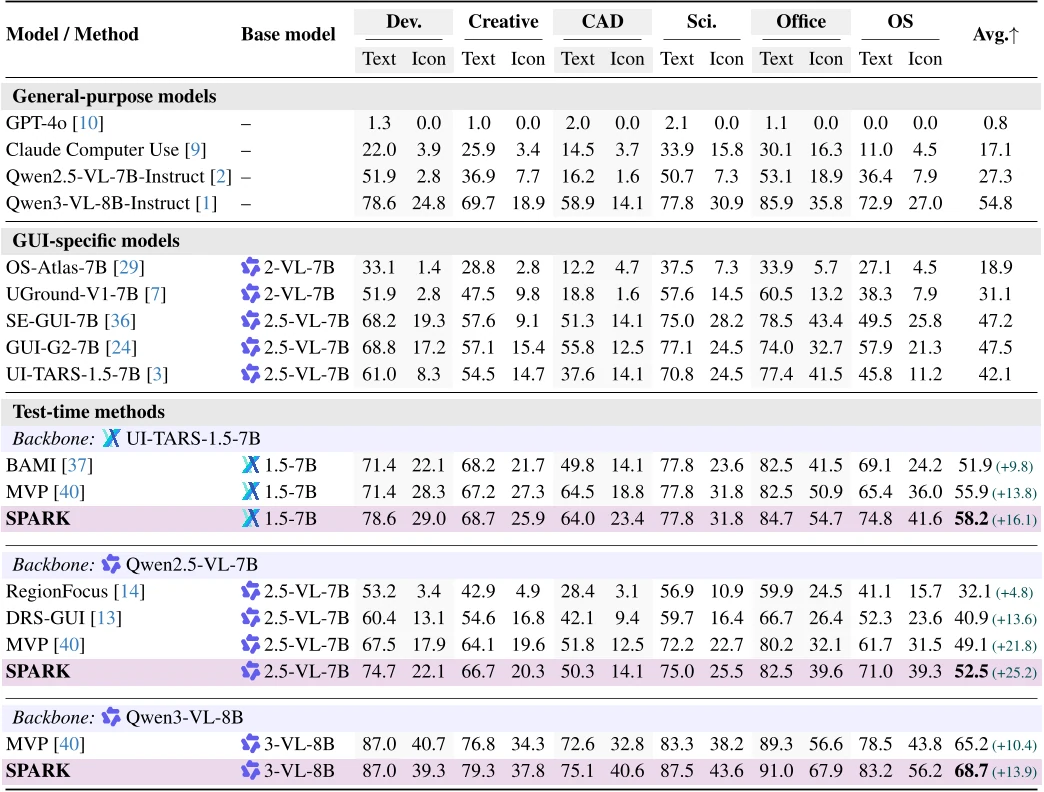 Model / Method Base model Dev. Creative CAD Sci. Office OS Avg.↑
Text Icon Text Icon Text Icon Text Icon Text Icon Text Icon
General-purpose models
GPT-4o [10] – 1.3 0.0 1.0 0.0 2.0 0.0 2.1 0.0 1.1 0.0 0.0 0.0 0.8
Claude Computer Use [9] – 22.0 3.9 25.9 3.4 14.5 3.7 33.9 15.8 30.1 16.3 11.0 4.5 17.1
Qwen2.5-VL-7B-Instruct [2] – 51.9 2.8 36.9 7.7 16.2 1.6 50.7 7.3 53.1 18.9 36.4 7.9 27.3
Qwen3-VL-8B-Instruct [1] – 78.6 24.8 69.7 18.9 58.9 14.1 77.8 30.9 85.9 35.8 72.9 27.0 54.8
GUI-specific models
OS-Atlas-7B [29] 2-VL-7B 33.1 1.4 28.8 2.8 12.2 4.7 37.5 7.3 33.9 5.7 27.1 4.5 18.9
UGround-V1-7B [7] 2-VL-7B 51.9 2.8 47.5 9.8 18.8 1.6 57.6 14.5 60.5 13.2 38.3 7.9 31.1
SE-GUI-7B [36] 2.5-VL-7B 68.2 19.3 57.6 9.1 51.3 14.1 75.0 28.2 78.5 43.4 49.5 25.8 47.2
GUI-G2-7B [24] 2.5-VL-7B 68.8 17.2 57.1 15.4 55.8 12.5 77.1 24.5 74.0 32.7 57.9 21.3 47.5
UI-TARS-1.5-7B [3] 2.5-VL-7B 61.0 8.3 54.5 14.7 37.6 14.1 70.8 24.5 77.4 41.5 45.8 11.2 42.1
Test-time methods
Backbone: UI-TARS-1.5-7B
BAMI [37] 1.5-7B 71.4 22.1 68.2 21.7 49.8 14.1 77.8 23.6 82.5 41.5 69.1 24.2 51.9 (+9.8)
MVP [40] 1.5-7B 71.4 28.3 67.2 27.3 64.5 18.8 77.8 31.8 82.5 50.9 65.4 36.0 55.9 (+13.8)
SPARK 1.5-7B 78.6 29.0 68.7 25.9 64.0 23.4 77.8 31.8 84.7 54.7 74.8 41.6 58.2 (+16.1)
Backbone: Qwen2.5-VL-7B
RegionFocus [14] 2.5-VL-7B 53.2 3.4 42.9 4.9 28.4 3.1 56.9 10.9 59.9 24.5 41.1 15.7 32.1 (+4.8)
DRS-GUI [13] 2.5-VL-7B 60.4 13.1 54.6 16.8 42.1 9.4 59.7 16.4 66.7 26.4 52.3 23.6 40.9 (+13.6)
MVP [40] 2.5-VL-7B 67.5 17.9 64.1 19.6 51.8 12.5 72.2 22.7 80.2 32.1 61.7 31.5 49.1 (+21.8)
SPARK 2.5-VL-7B 74.7 22.1 66.7 20.3 50.3 14.1 75.0 25.5 82.5 39.6 71.0 39.3 52.5 (+25.2)
Backbone: Qwen3-VL-8B
MVP [40] 3-VL-8B 87.0 40.7 76.8 34.3 72.6 32.8 83.3 38.2 89.3 56.6 78.5 43.8 65.2 (+10.4)
SPARK 3-VL-8B 87.0 39.3 79.3 37.8 75.1 40.6 87.5 43.6 91.0 67.9 83.2 56.2 68.7 (+13.9)